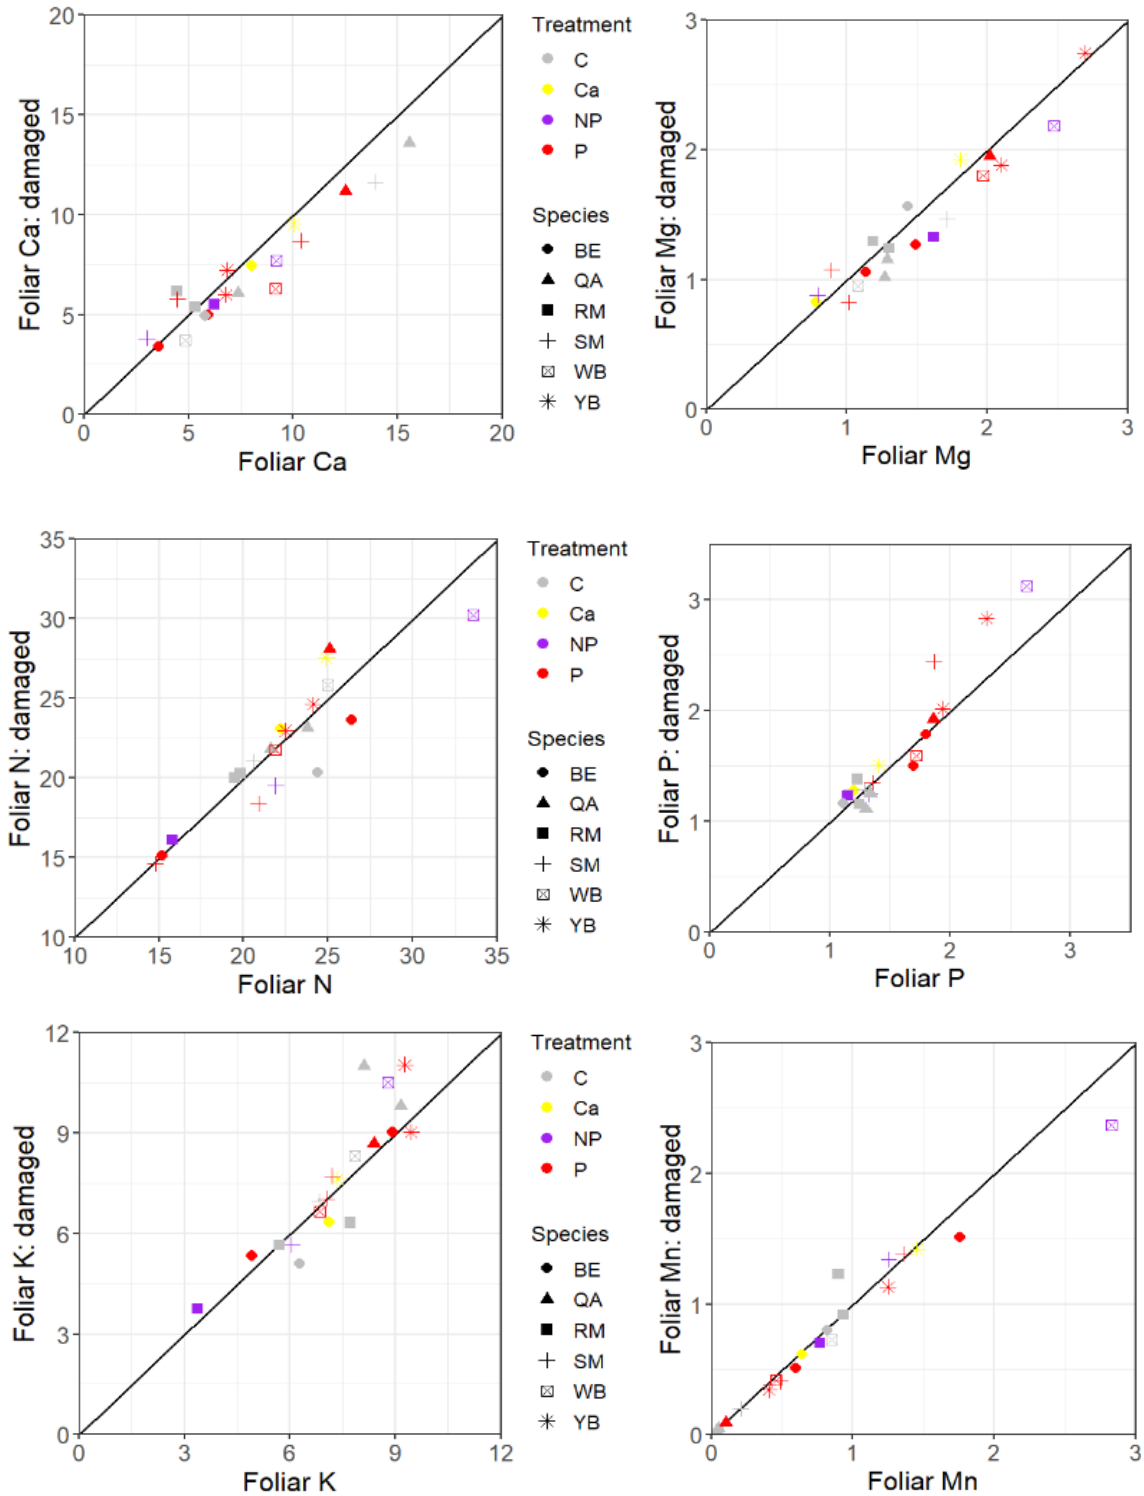 20
15
10
5
0
0 5 10 15 20
Foliar Ca
Foliar Ca: damaged
Treatment
C
Ca
NP
P
Species
BE
QA
RM
SM
WB
YB
3
2
1
0
0 1 2 3
Foliar Mg
Foliar Mg: damaged
35
30
25
20
15
10
10 15 20 25 30 35
Foliar N
Foliar N: damaged
Treatment
C
Ca
NP
P
Species
BE
QA
RM
SM
WB
YB
3
2
1
0
0 1 2 3
Foliar P
Foliar P: damaged
12
9
6
3
0
0 3 6 9 12
Foliar K
Foliar K: damaged
Treatment
C
Ca
NP
P
Species
BE
QA
RM
SM
WB
YB
3
2
1
0
0 1 2 3
Foliar Mn
Foliar Mn: damaged